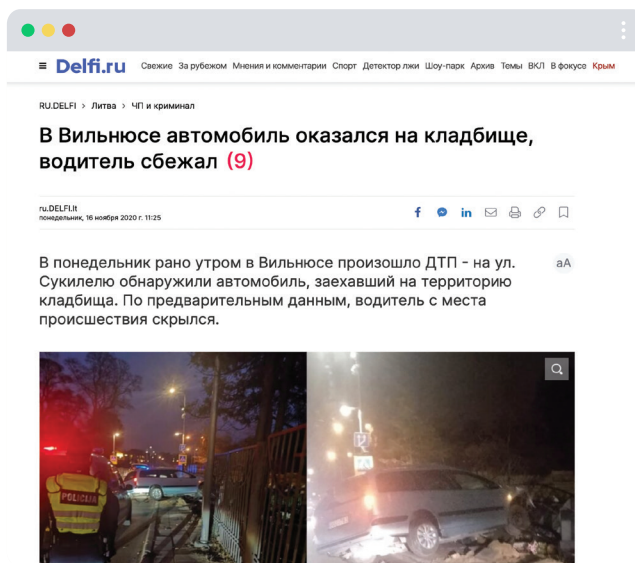 ≡ Delfi.ru Свежие За рубежом Мнения и комментарии Спорт Детектор лжи Шоу-парк Архив Темы ВКЛ В фокусе Крым
RU.DELFI > Литва > ЧП и криминал
В Вильнюсе автомобиль оказался на кладбище,
водитель сбежал (9)
ru.DELFI.lt
понедельник, 16 ноября 2020 г. 11:25
В понедельник рано утром в Вильнюсе произошло ДТП - на ул.
Сукилелю обнаружили автомобиль, заехавший на территорию
кладбища. По предварительным данным, водитель с места
происшествия скрылся.
aA
POLICIJA